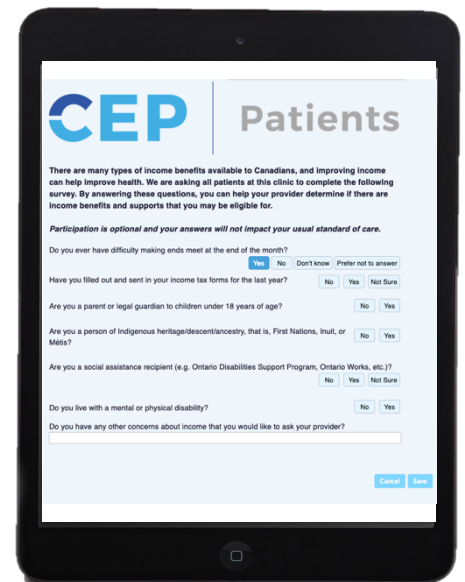 CEP
Patients
There are many types of income benefits available to Canadians, and improving income
can help improve health. We are asking all patients at this clinic to complete the following
survey. By answering these questions, you can help your provider determine if there are
income benefits and supports that you may be eligible for.
Participation is optional and your answers will not impact your usual standard of care.
Do you ever have difficulty making ends meet at the end of the month?
Yes No Don't know Prefer not to answer
Have you filled out and sent in your income tax forms for the last year? No Yes Not Sure
Are you a parent or legal guardian to children under 18 years of age? No Yes
Are you a person of Indigenous heritage/descent/ancestry, that is, First Nations, Inuit, or
Métis? No Yes
Are you a social assistance recipient (e.g. Ontario Disabilities Support Program, Ontario Works, etc.)?
No Yes Not Sure
Do you live with a mental or physical disability? No Yes
Do you have any other concerns about income that you would like to ask your provider?
Cancel Save